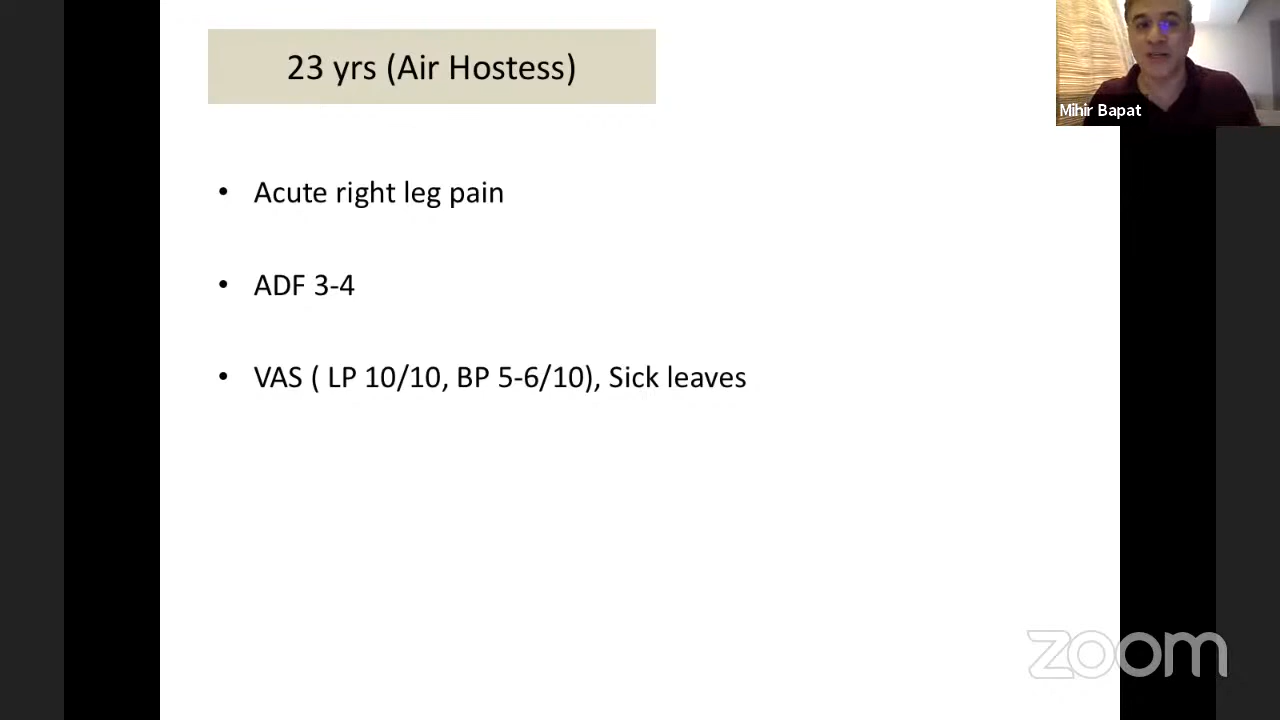 23 yrs (Air Hostess)
Mihir Bapat
• Acute right leg pain
• ADF 3-4
• VAS ( LP 10/10, BP 5-6/10), Sick leaves
zoom